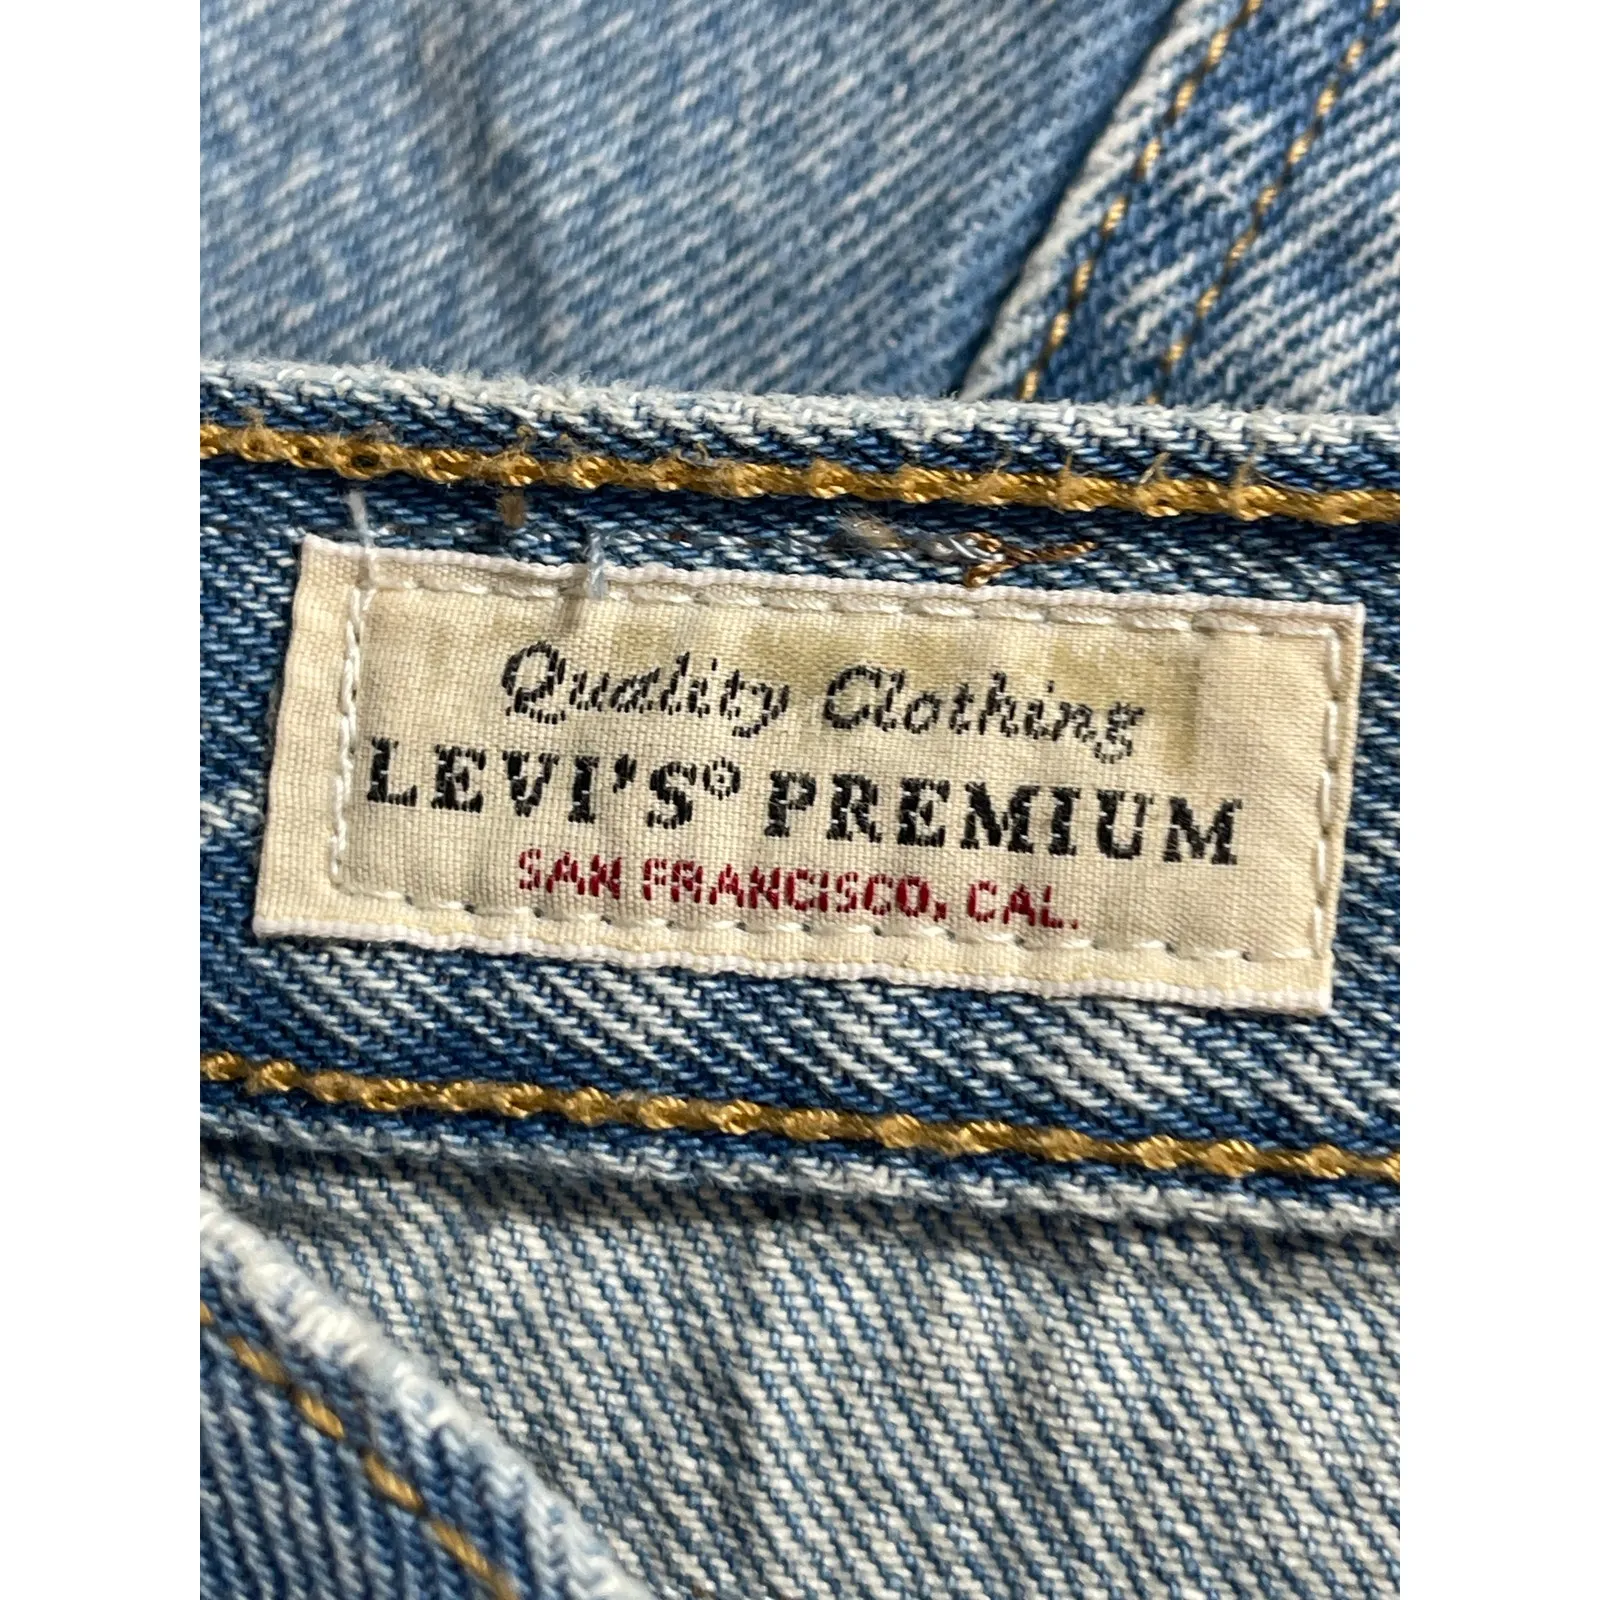 Quality Clothing
LEVI'S® PREMIUM
SAN FRANCISCO, CAL.